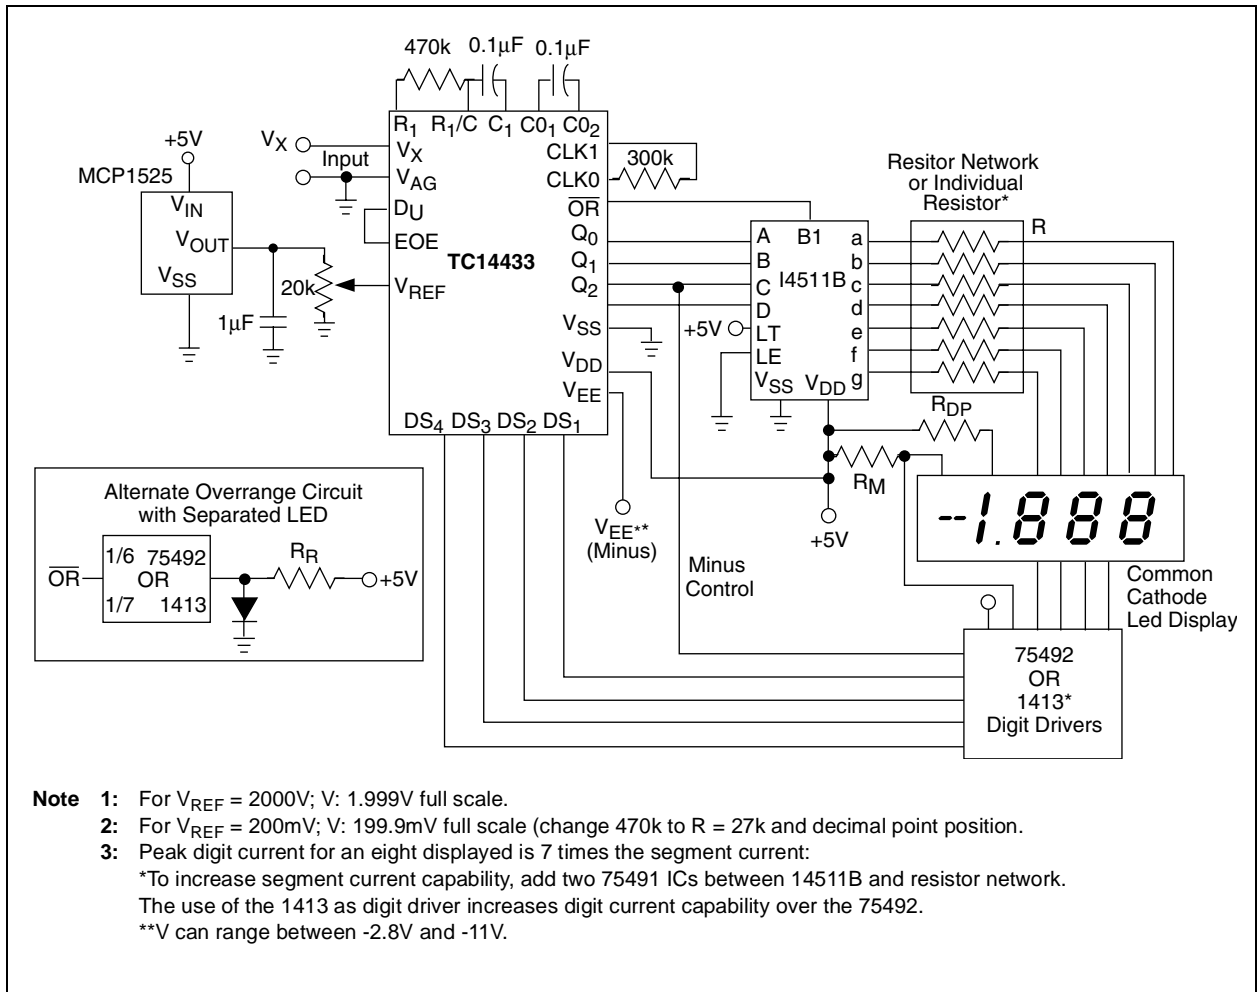 470k 0.1µF 0.1µF
R1 R1/C C1 C01 C02
+5V
MCP1525
VIN
VOUT
VSS
20k
1µF
VX
Input
VX
VAG
DU
EOE
TC14433
VREF
CLK1
CLK0
300k
OR
Q0
Q1
Q2
VSS
VDD
VEE
DS4 DS3 DS2 DS1
VEE**
(Minus)
A B1 a
B b
C I4511B c
D d
+5V LT e
LE f
VSS VDD g
Resitor Network
or Individual
Resistor*
R
RDP
RM
+5V
Minus
Control
-1.888
Common
Cathode
Led Display
75492
OR
1413*
Digit Drivers
Alternate Overrange Circuit
with Separated LED
OR
1/6 75492
OR
1/7 1413
RR
+5V
Note 1: For VREF = 2000V; V: 1.999V full scale.
2: For VREF = 200mV; V: 199.9mV full scale (change 470k to R = 27k and decimal point position.
3: Peak digit current for an eight displayed is 7 times the segment current:
*To increase segment current capability, add two 75491 ICs between 14511B and resistor network.
The use of the 1413 as digit driver increases digit current capability over the 75492.
**V can range between -2.8V and -11V.